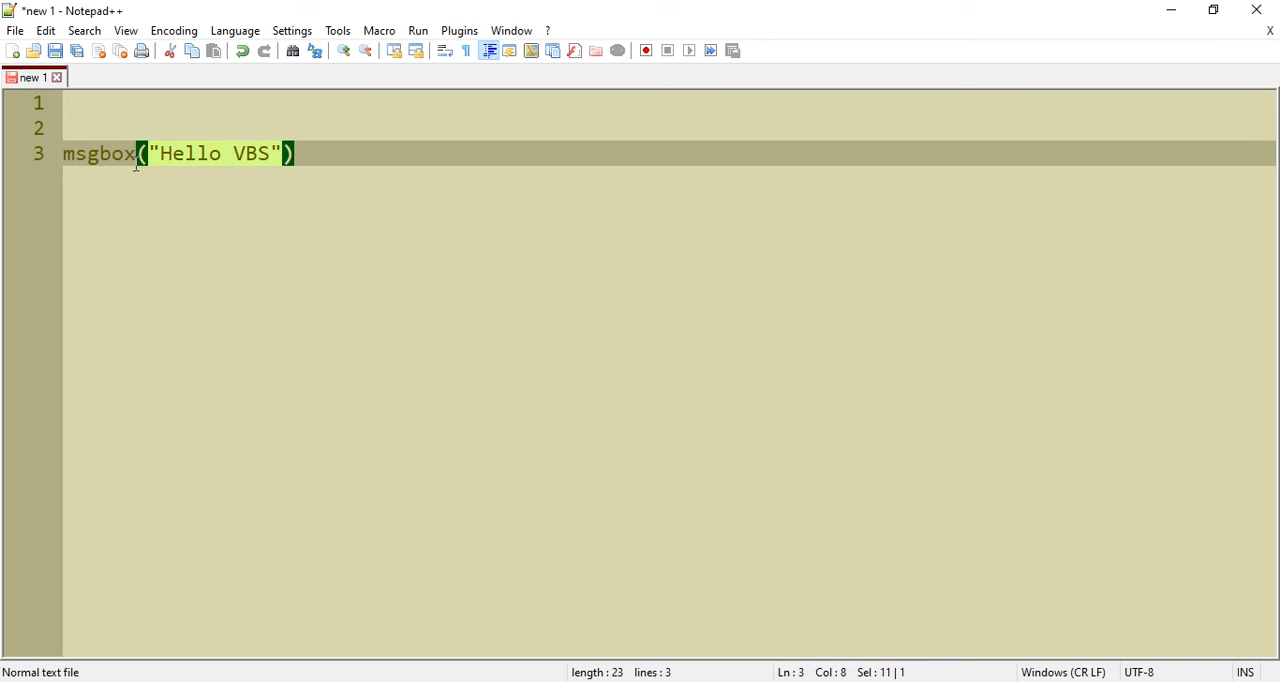 *new 1 - Notepad++
File Edit Search View Encoding Language Settings Tools Macro Run Plugins Window ? X
new 1
1
2
3 msgbox("Hello VBS")
Normal text file length : 23 lines : 3 Ln : 3 Col : 8 Sel : 11 | 1 Windows (CR LF) UTF-8 INS